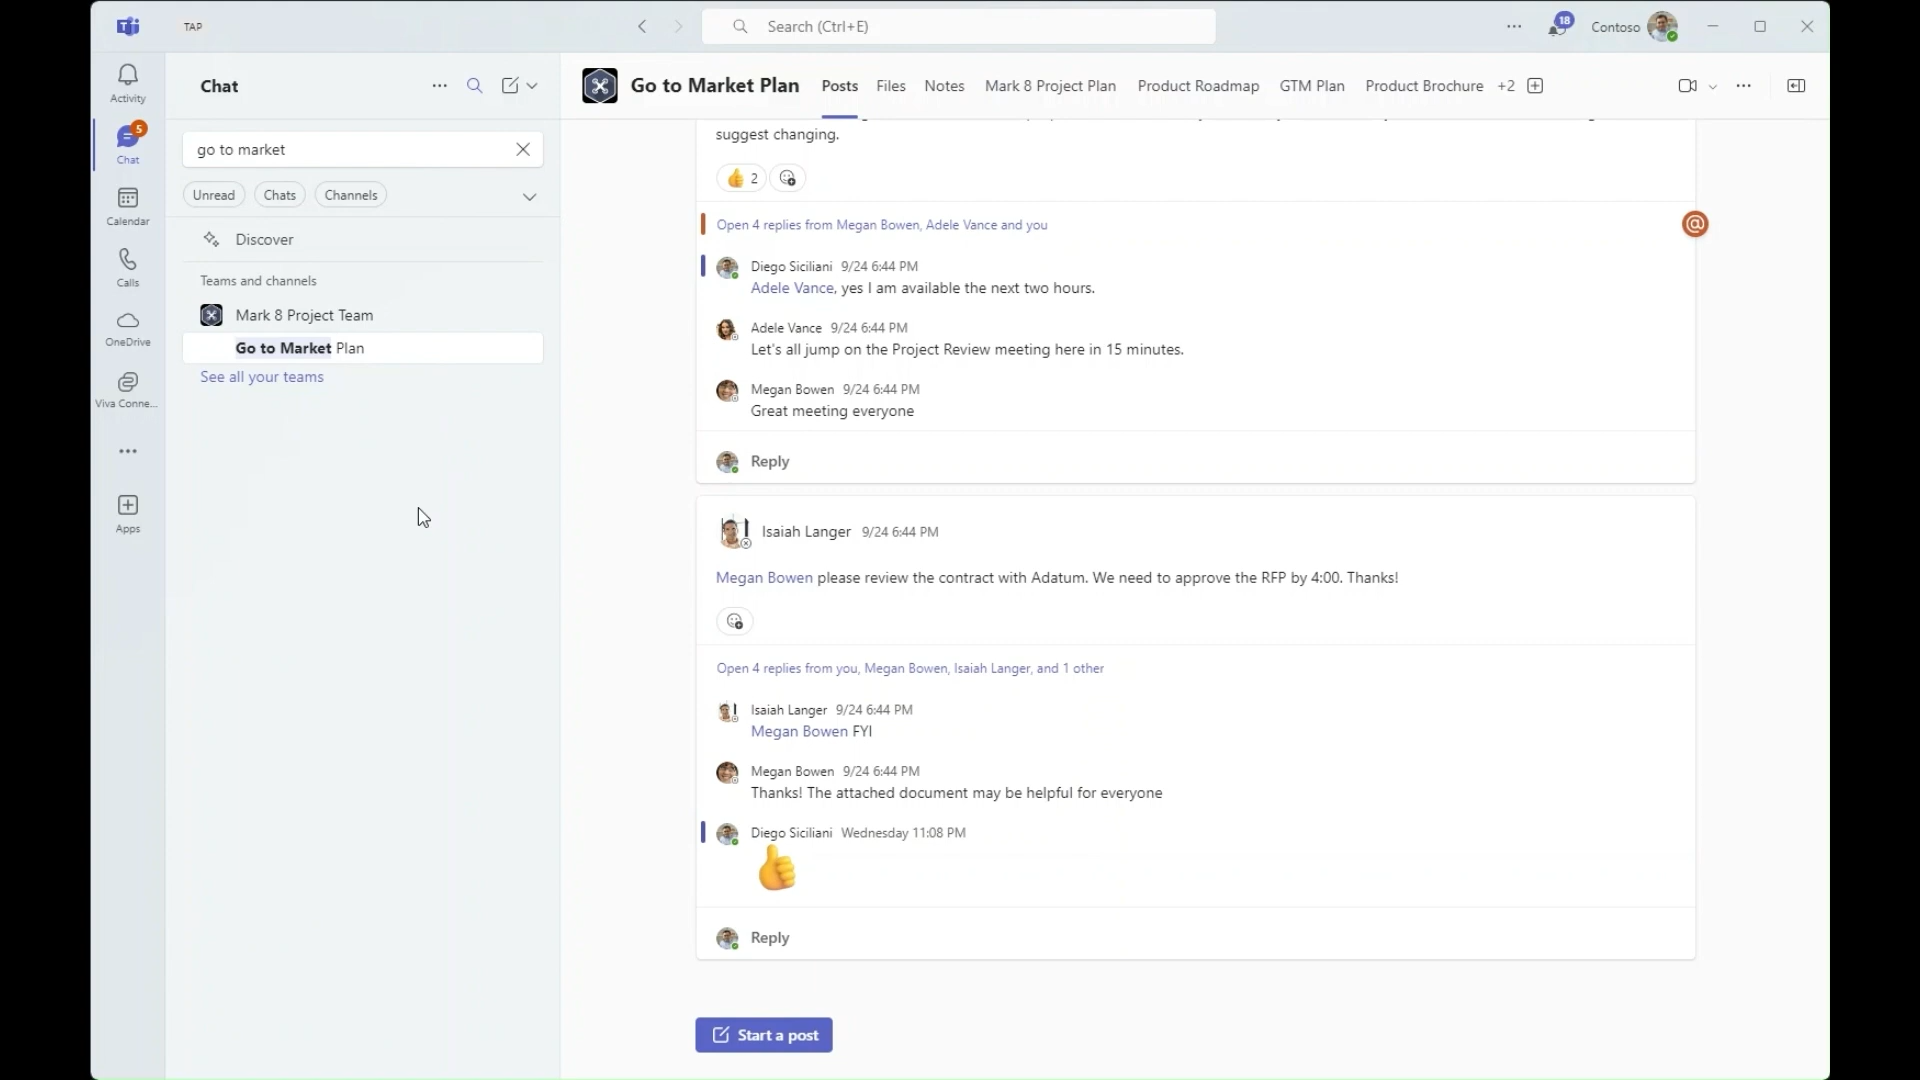 TAP
Search (Ctrl+E)
18
Contoso
Activity
5
Chat
Calendar
Calls
OneDrive
Viva Conne...
Apps
Chat
go to market
Unread
Chats
Channels
Discover
Teams and channels
Mark 8 Project Team
Go to Market Plan
See all your teams
Go to Market Plan
Posts
Files
Notes
Mark 8 Project Plan
Product Roadmap
GTM Plan
Product Brochure
+2
suggest changing.
2
Open 4 replies from Megan Bowen, Adele Vance and you
@
Diego Siciliani 9/24 6:44 PM
Adele Vance, yes I am available the next two hours.
Adele Vance 9/24 6:44 PM
Let's all jump on the Project Review meeting here in 15 minutes.
Megan Bowen 9/24 6:44 PM
Great meeting everyone
Reply
Isaiah Langer 9/24 6:44 PM
Megan Bowen please review the contract with Adatum. We need to approve the RFP by 4:00. Thanks!
Open 4 replies from you, Megan Bowen, Isaiah Langer, and 1 other
Isaiah Langer 9/24 6:44 PM
Megan Bowen FYI
Megan Bowen 9/24 6:44 PM
Thanks! The attached document may be helpful for everyone
Diego Siciliani Wednesday 11:08 PM
Reply
Start a post